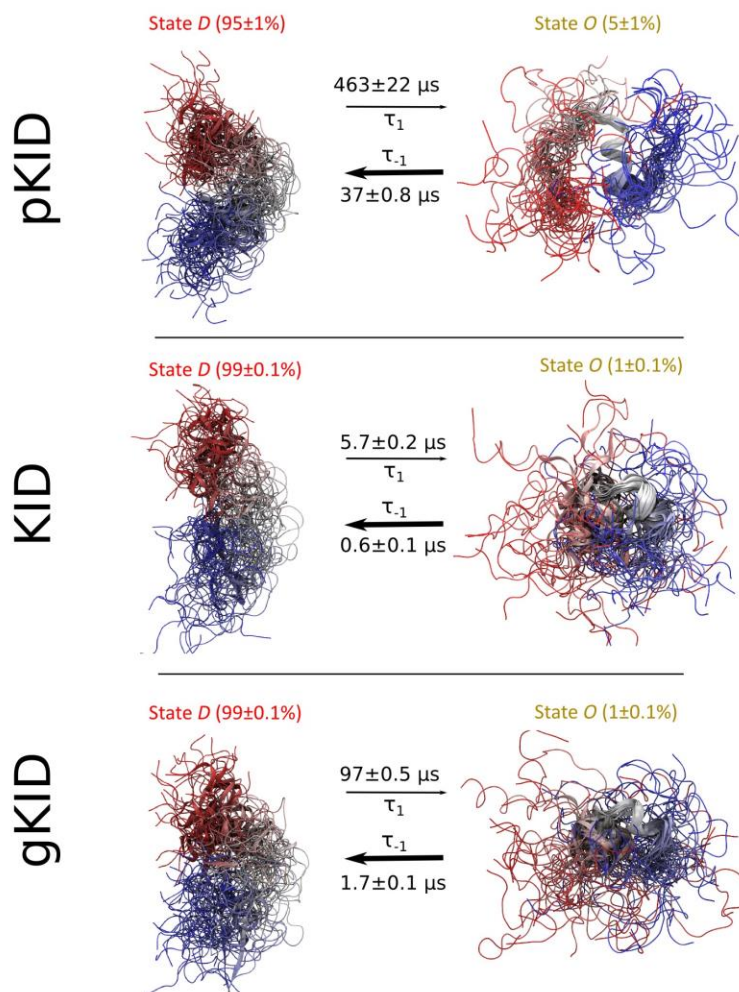 State D (95±1%)
State O (5±1%)
pKID
463±22 µs
τ1
τ-1
37±0.8 µs
State D (99±0.1%)
State O (1±0.1%)
KID
5.7±0.2 µs
τ1
τ-1
0.6±0.1 µs
State D (99±0.1%)
State O (1±0.1%)
gKID
97±0.5 µs
τ1
τ-1
1.7±0.1 µs